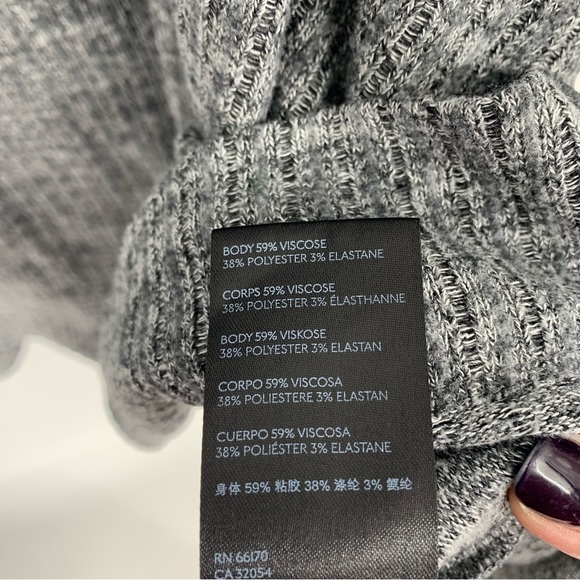 BODY 59% VISCOSE
38% POLYESTER 3% ELASTANE
CORPS 59% VISCOSE
38% POLYESTER 3% ÉLASTHANNE
BODY 59% VISKOSE
38% POLYESTER 3% ELASTAN
CORPO 59% VISCOSA
38% POLIESTERE 3% ELASTAN
CUERPO 59% VISCOSA
38% POLIÉSTER 3% ELASTANE
身体 59% 粘胶 38% 涤纶 3% 氨纶
RN 66170
CA 32054